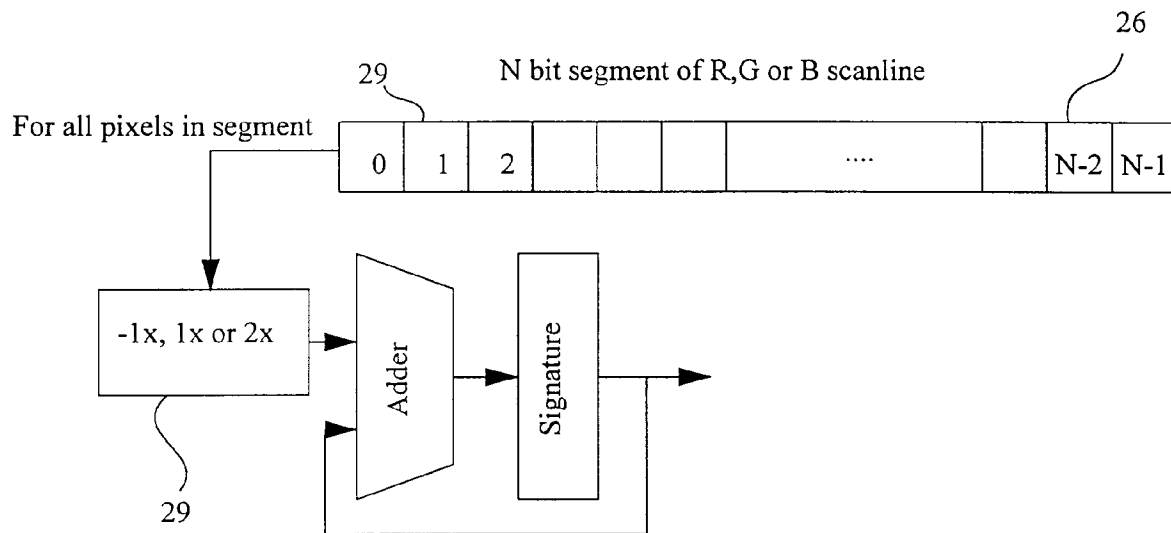 26
29
N bit segment of R,G or B scanline
For all pixels in segment
0 1 2 .... N-2 N-1
-1x, 1x or 2x
Adder
Signature
29